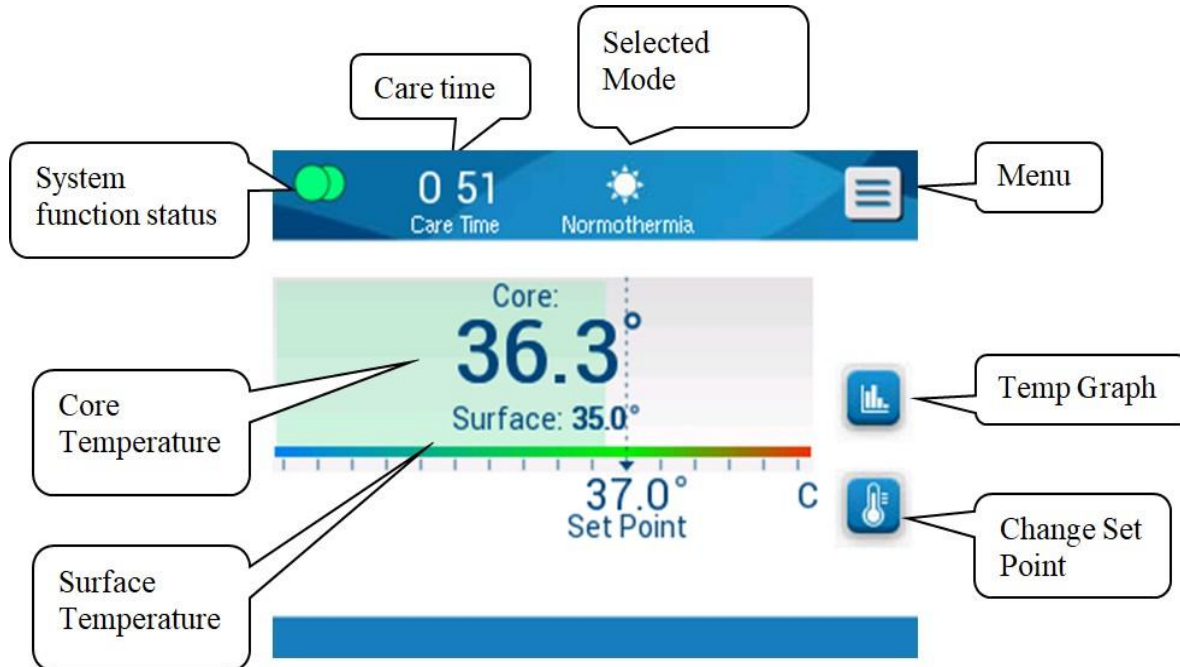 Selected
Mode
Care time
System
function status
0 51
Care Time
Normothermia
Menu
Core:
36.3°
Surface: 35.0°
Core
Temperature
Temp Graph
37.0°
C
Set Point
Change Set
Point
Surface
Temperature